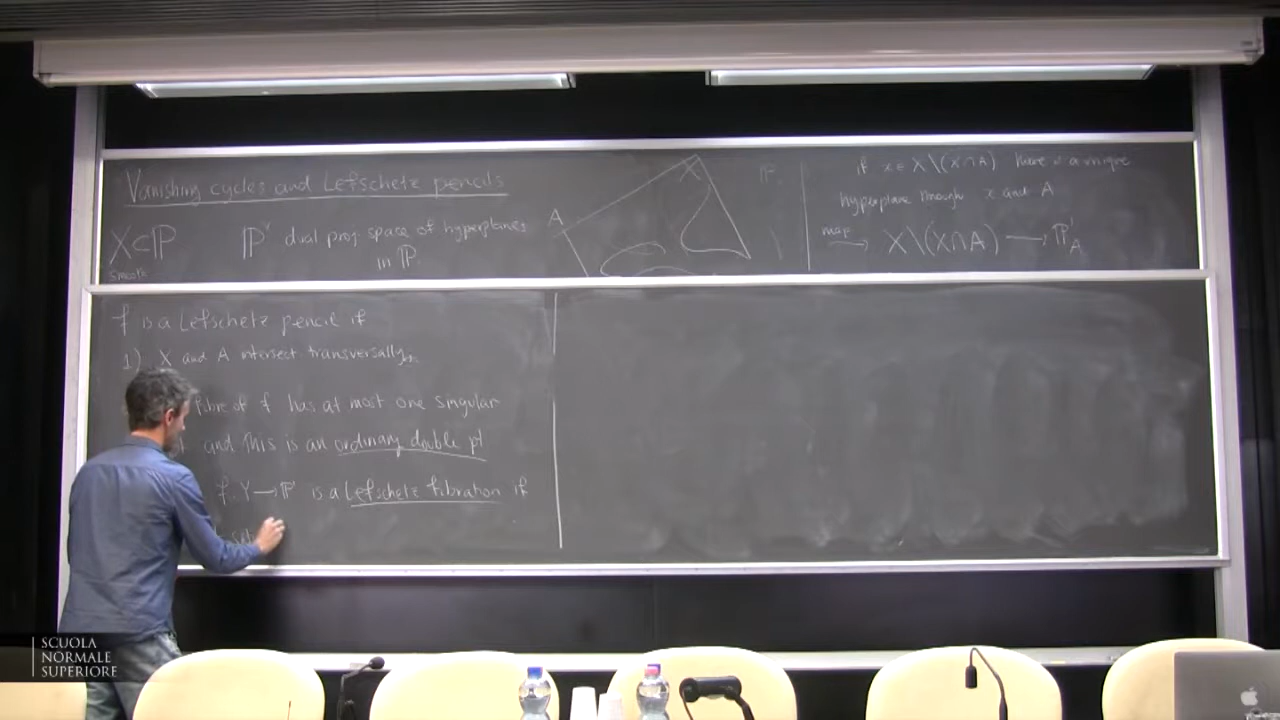 Vanishing cycles and Lefschetz pencils
X ⊂ ℙ
smooth
ℙ^∨ dual proj space of hyperplanes
in ℙ.
A
X
ℙ.
if x ∈ X\(X∩A) there is a unique
hyperplane through x and A
map
→ X\(X∩A) → ℙ'_A
f is a Lefschetz pencil if
1) X and A intersect transversally
fibre of f has at most one singular
and this is an ordinary double pt
f: Y → ℙ' is a Lefschetz fibration if
SCUOLA
NORMALE
SUPERIORE